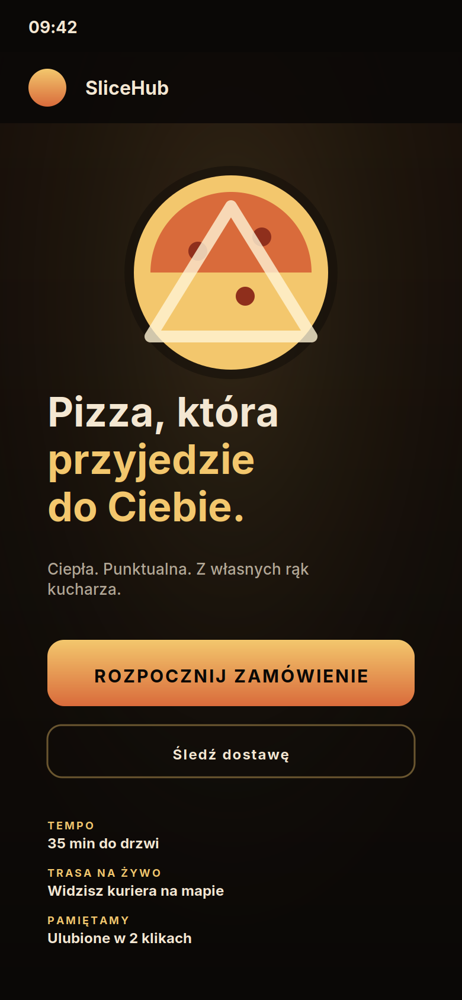 09:42
SliceHub
Pizza, która
przyjedzie
do Ciebie.
Ciepła. Punktualna. Z własnych rąk
kucharza.
ROZPOCZNIJ ZAMÓWIENIE
Śledź dostawę
TEMPO
35 min do drzwi
TRASA NA ŻYWO
Widzisz kuriera na mapie
PAMIĘTAMY
Ulubione w 2 klikach